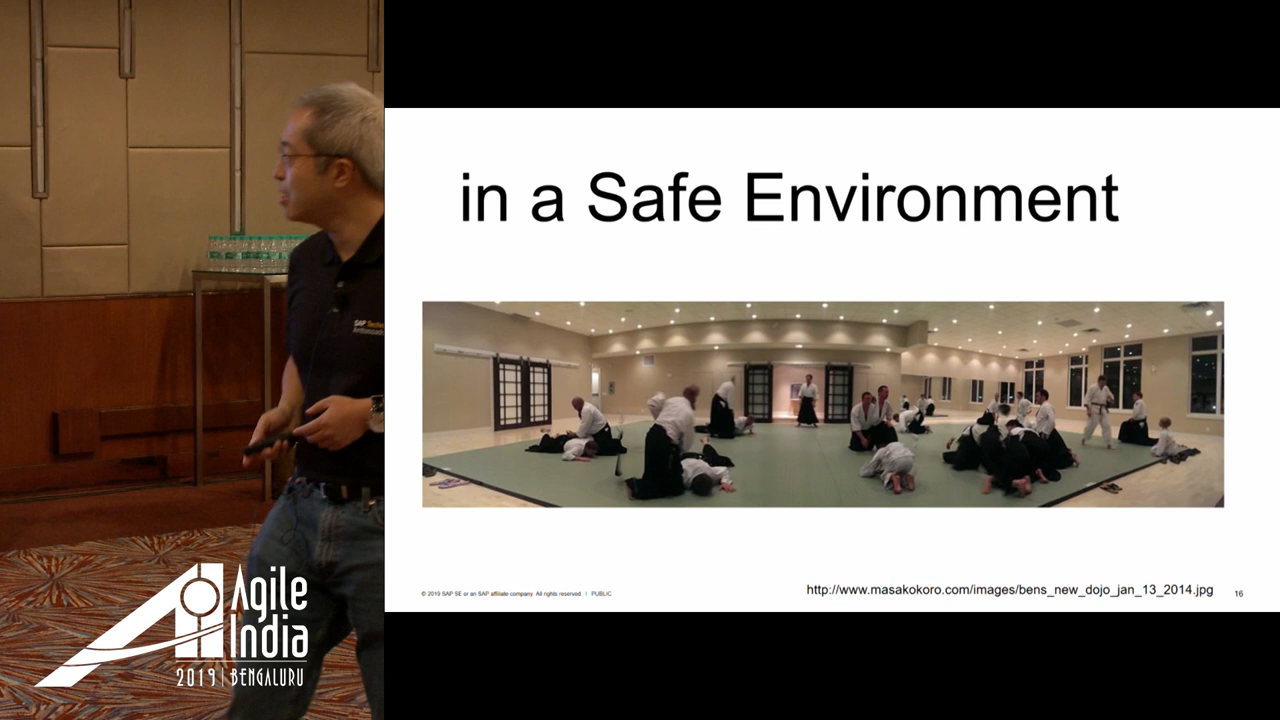 in a Safe Environment
SAP
© 2019 SAP SE or an SAP affiliate company. All rights reserved. | PUBLIC
http://www.masakokoro.com/images/bens_new_dojo_jan_13_2014.jpg
16
Agile
India
2019 | BENGALURU